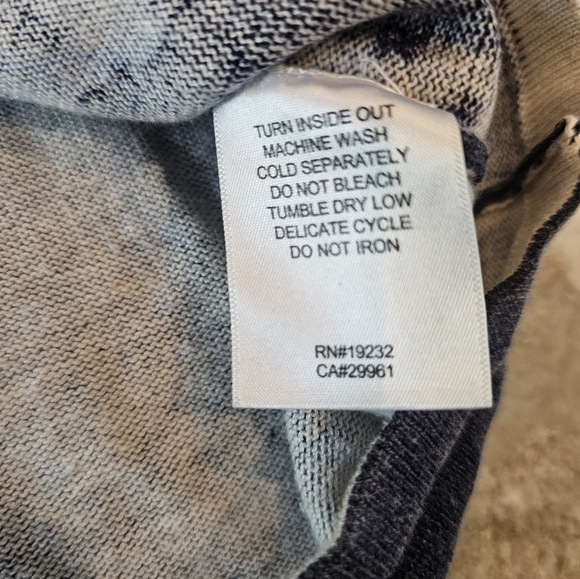 TURN INSIDE OUT
MACHINE WASH
COLD SEPARATELY
DO NOT BLEACH
TUMBLE DRY LOW
DELICATE CYCLE
DO NOT IRON
RN#19232
CA#29961